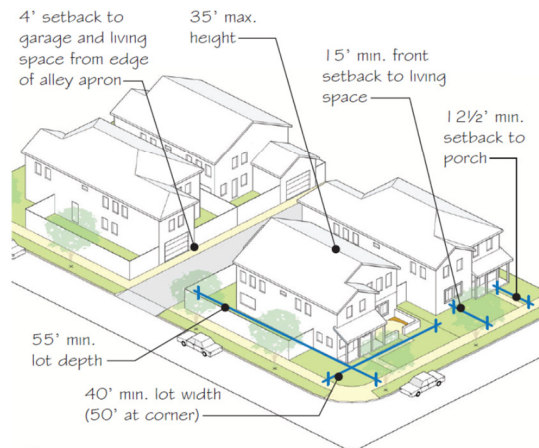 4' setback to
garage and living
space from edge
of alley apron
35' max.
height
15' min. front
setback to living
space
12½' min.
setback to
porch
55' min.
lot depth
40' min. lot width
(50' at corner)